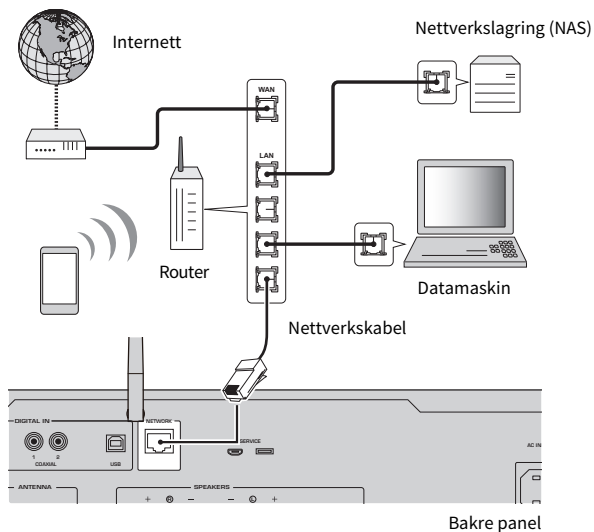 Internett
Nettverkslagring (NAS)
WAN
LAN
Router
Datamaskin
Nettverkskabel
DIGITAL IN
NETWORK
1 2
COAXIAL
USB
SERVICE
AC IN
ANTENNA
SPEAKERS
+ R - - L +
Bakre panel